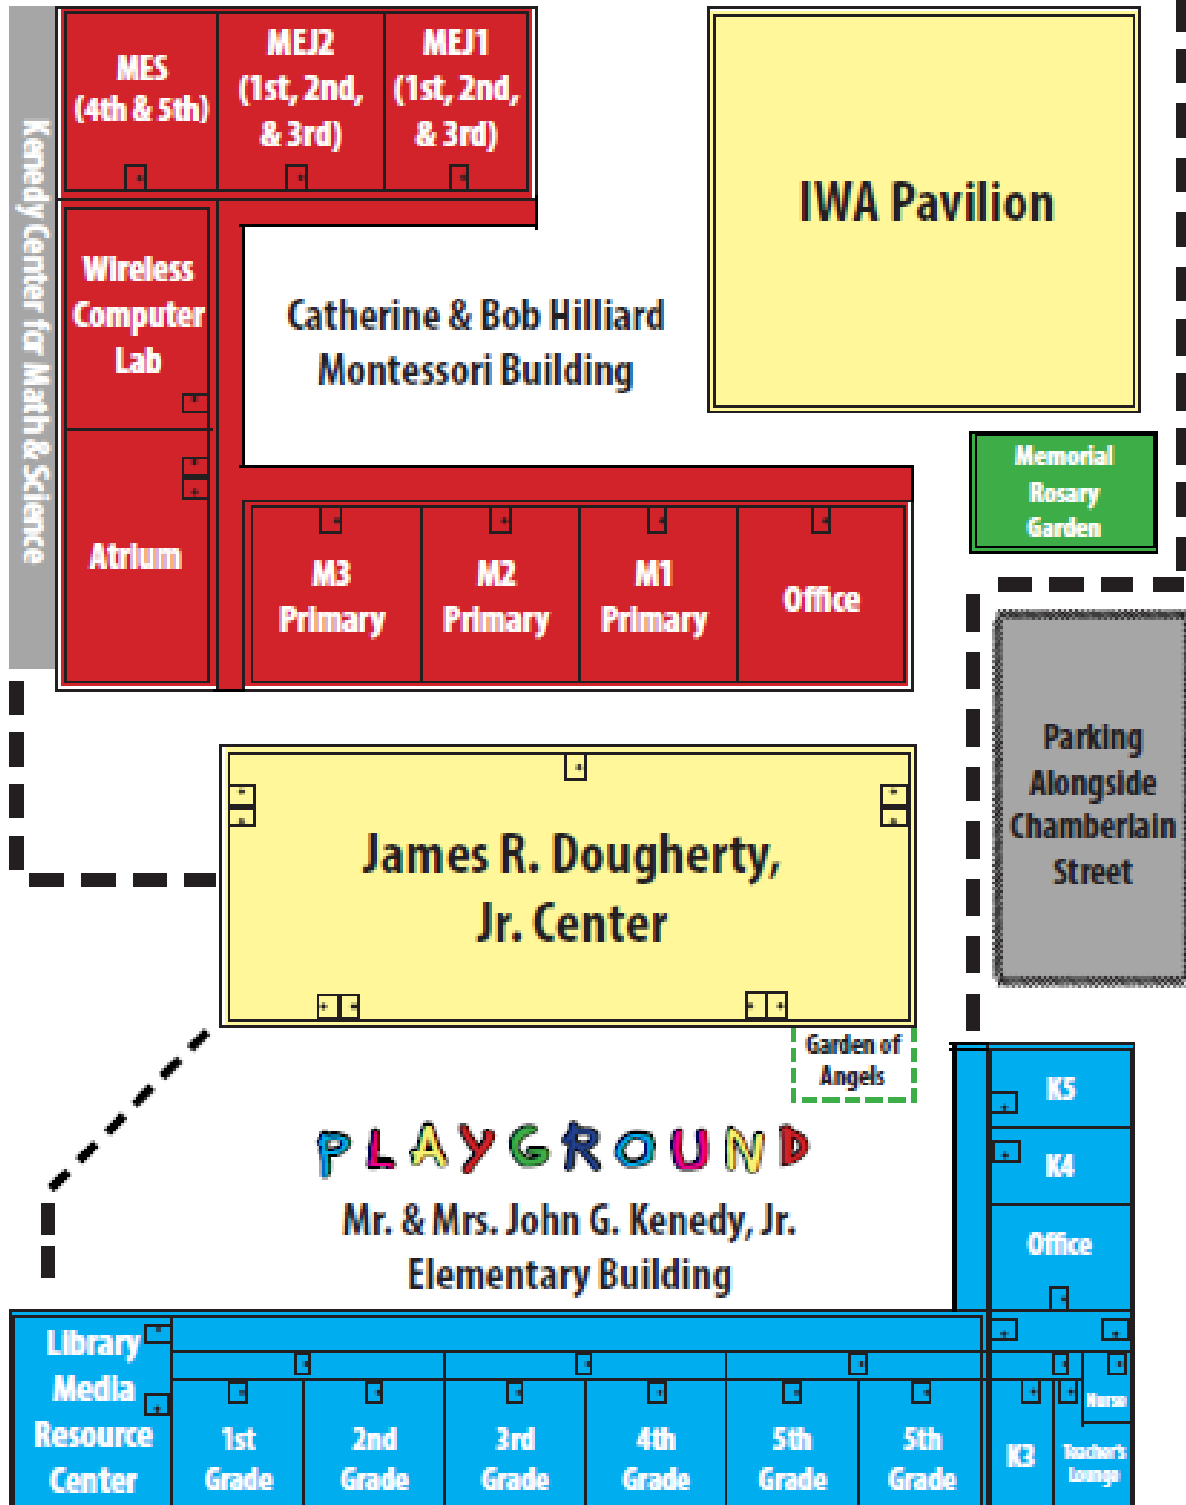 MES
(4th & 5th)
MEJ2
(1st, 2nd,
& 3rd)
MEJ1
(1st, 2nd,
& 3rd)
IWA Pavilion
Kenedy Center for Math & Science
Wireless
Computer
Lab
Catherine & Bob Hilliard
Montessori Building
Memorial
Rosary
Garden
Atrium
M3
Primary
M2
Primary
M1
Primary
Office
Parking
Alongside
Chamberlain
Street
James R. Dougherty,
Jr. Center
Garden of
Angels
PLAYGROUND
Mr. & Mrs. John G. Kenedy, Jr.
Elementary Building
K5
K4
Office
Library
Media
Resource
Center
1st
Grade
2nd
Grade
3rd
Grade
4th
Grade
5th
Grade
5th
Grade
K3
Nurse
Teacher's
Lounge